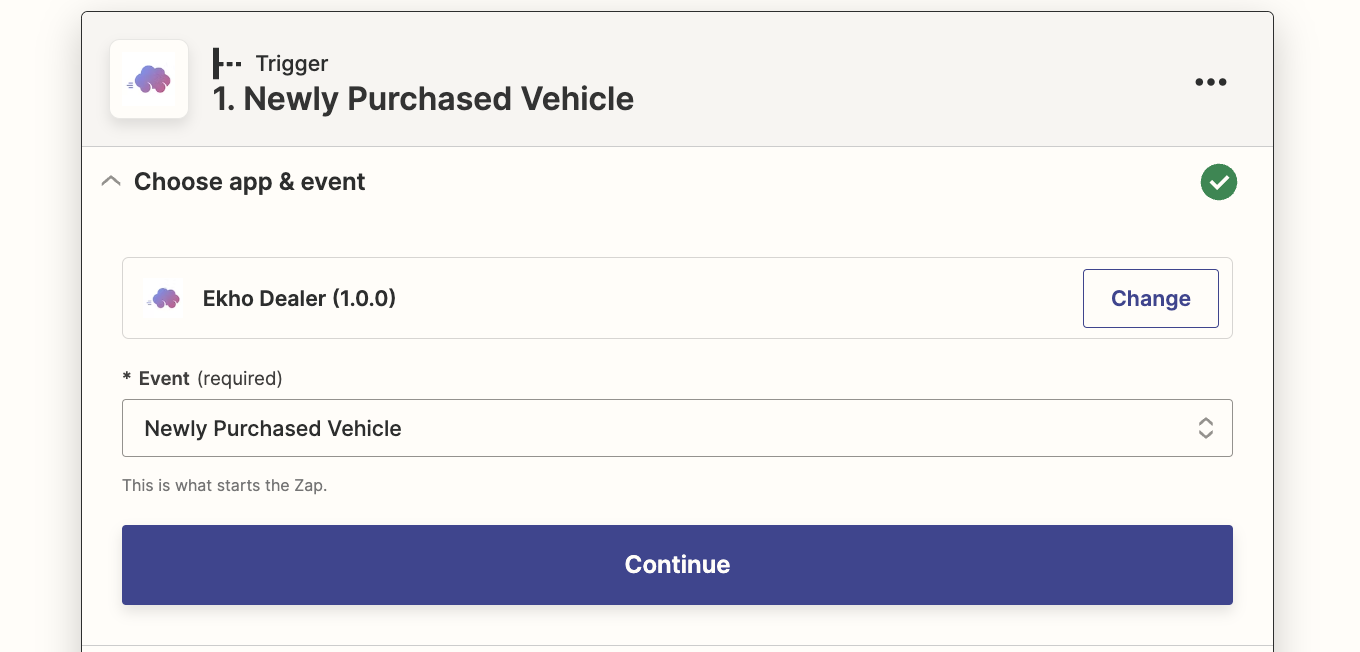 Trigger
1. Newly Purchased Vehicle
Choose app & event
Ekho Dealer (1.0.0)
Change
* Event (required)
Newly Purchased Vehicle
This is what starts the Zap.
Continue